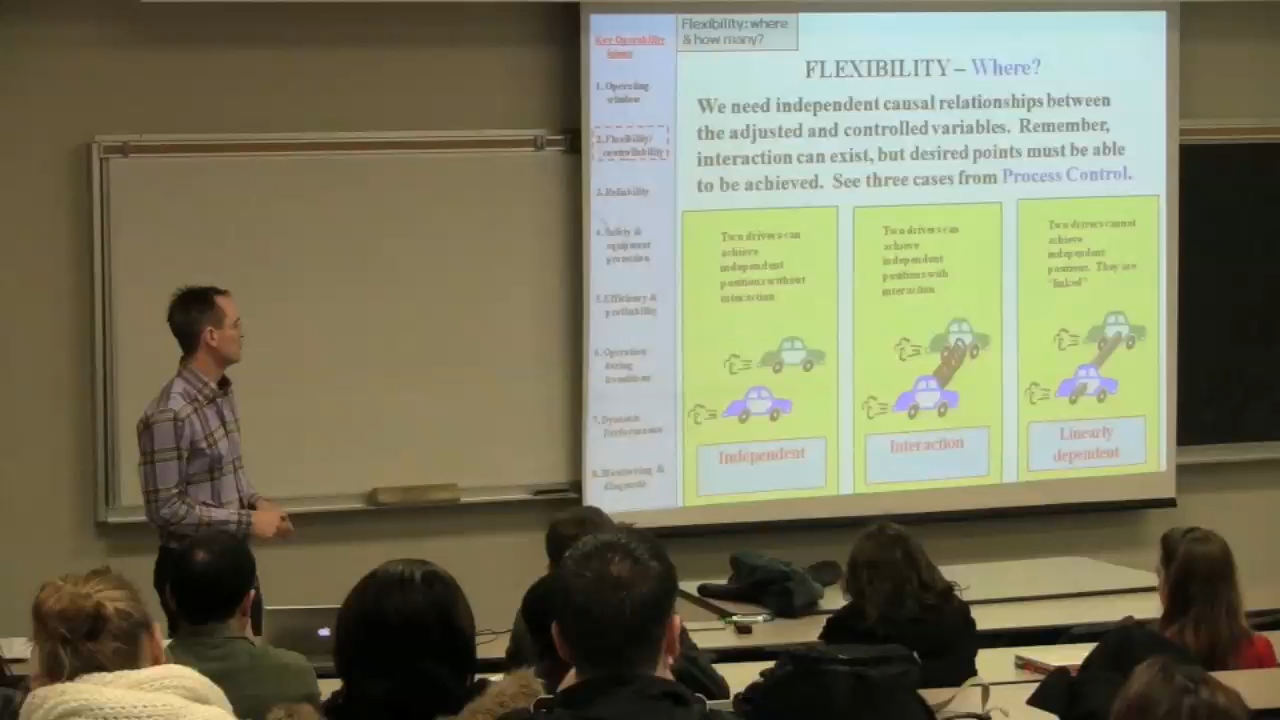 Flexibility: where
& how many?
Key Operability
issues
1. Operating
window
2. Flexibility/
controllability
3. Reliability
4. Safety &
equipment
protection
5. Efficiency &
profitability
6. Operation
during
transitions
7. Dynamic
Performance
8. Monitoring &
diagnosis
FLEXIBILITY – Where?
We need independent causal relationships between
the adjusted and controlled variables. Remember,
interaction can exist, but desired points must be able
to be achieved. See three cases from Process Control.
Two drivers can
achieve
independent
positions without
interaction
Independent
Two drivers can
achieve
independent
positions with
interaction
Interaction
Two drivers cannot
achieve
independent
positions. They are
"linked"
Linearly
dependent